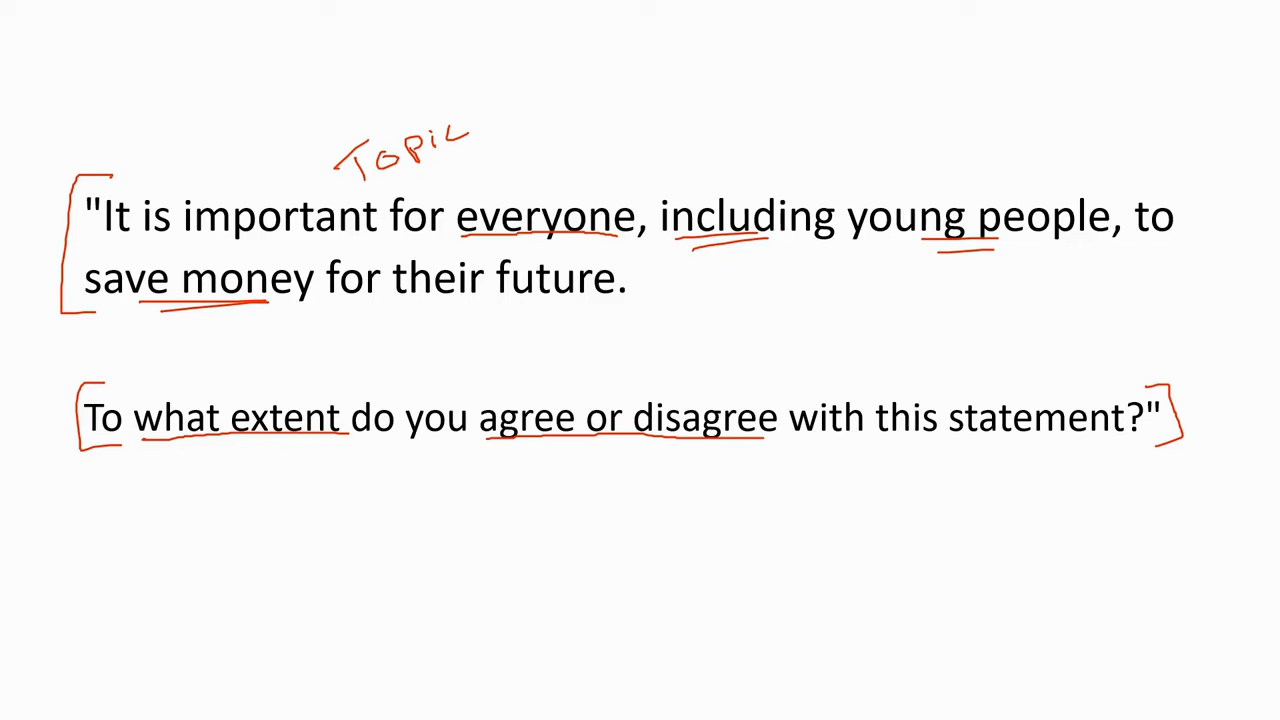 Topic
"It is important for everyone, including young people, to
save money for their future.
To what extent do you agree or disagree with this statement?"